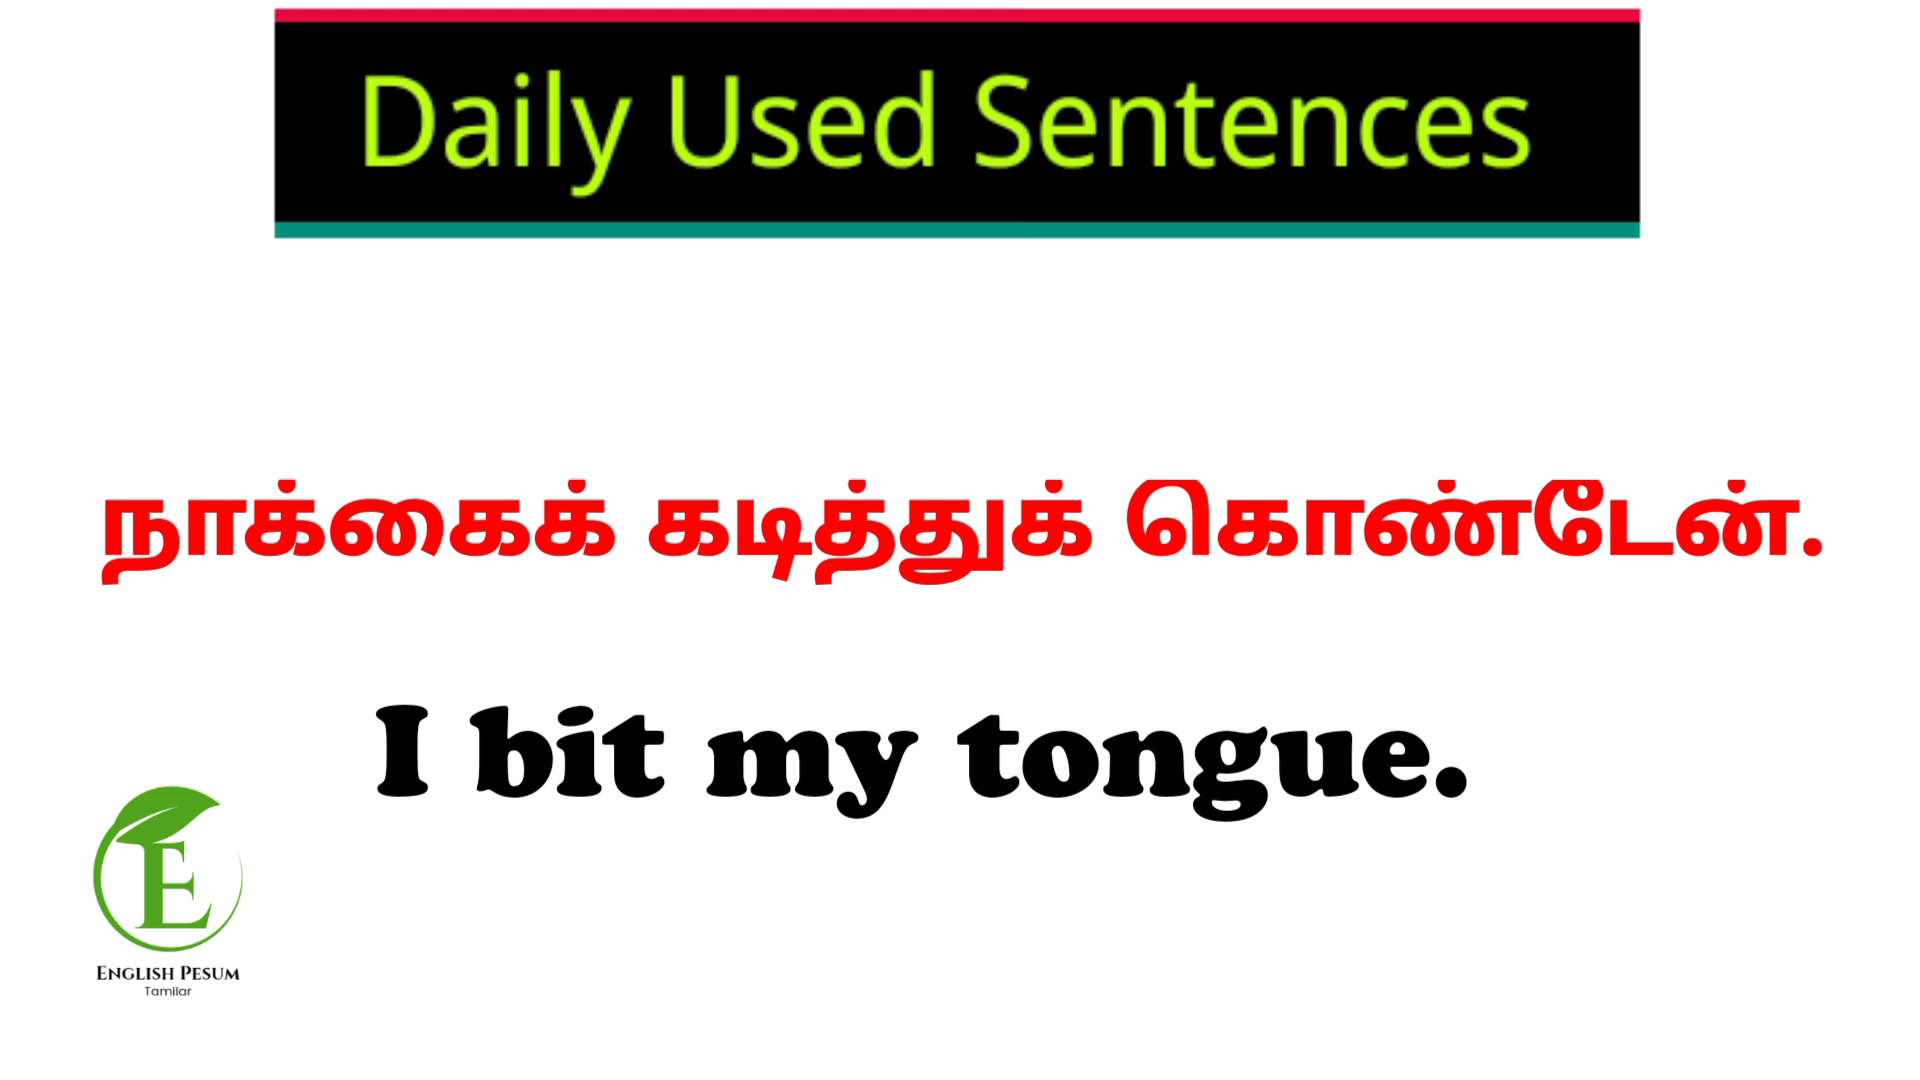 Daily Used Sentences
நாக்கைக் கடித்துக் கொண்டேன்.
I bit my tongue.
E
ENGLISH PESUM
Tamilar